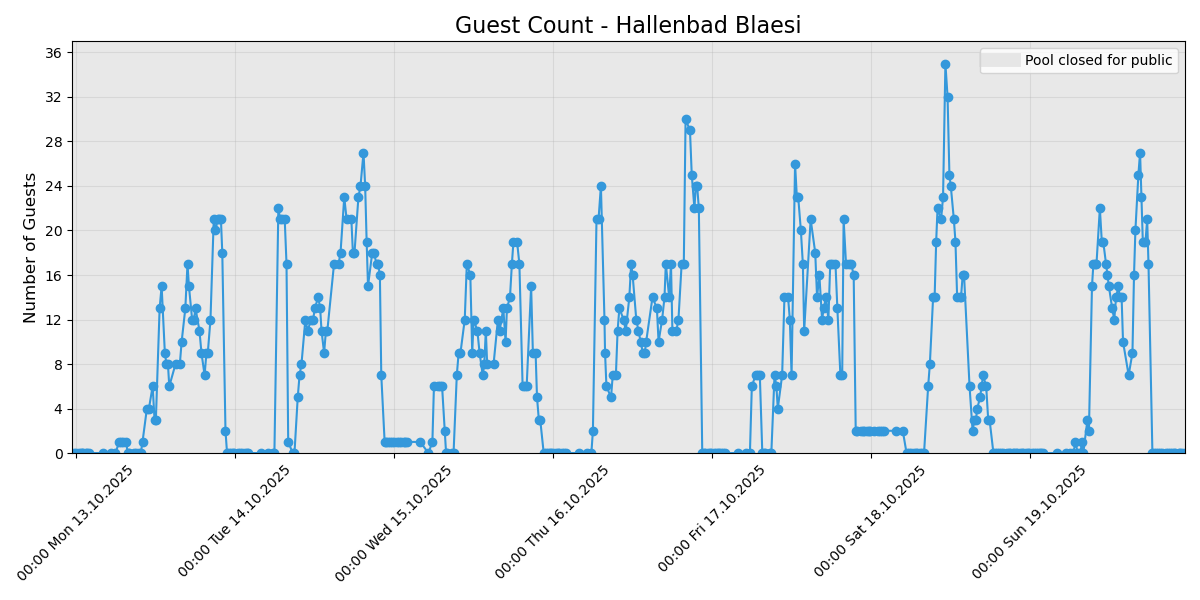 Guest Count - Hallenbad Blaesi
Pool closed for public
Number of Guests
36
32
28
24
20
16
12
8
4
0
00:00 Mon 13.10.2025
00:00 Tue 14.10.2025
00:00 Wed 15.10.2025
00:00 Thu 16.10.2025
00:00 Fri 17.10.2025
00:00 Sat 18.10.2025
00:00 Sun 19.10.2025